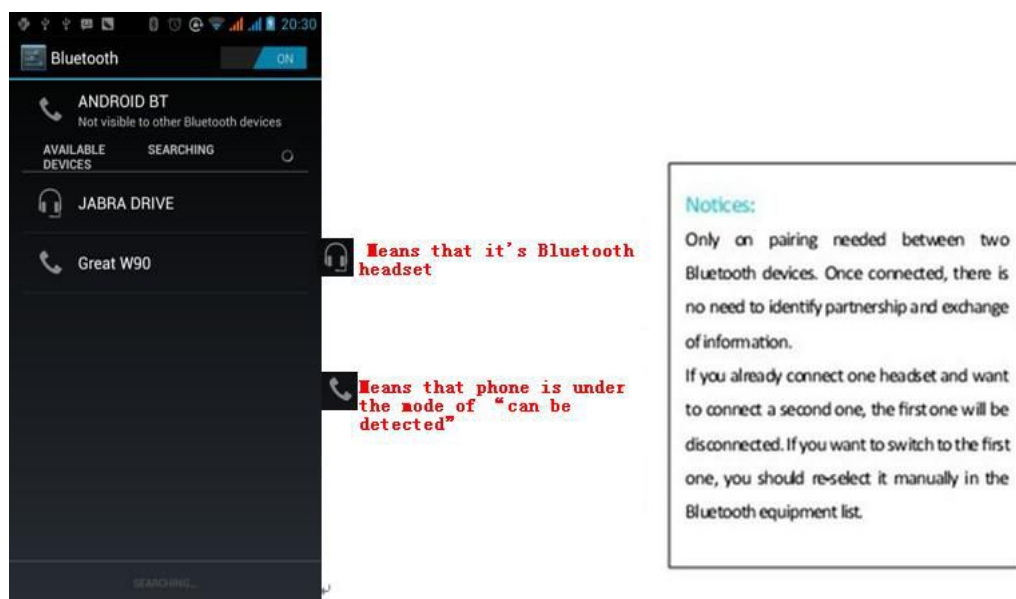 20:30
Bluetooth
ON
ANDROID BT
Not visible to other Bluetooth devices
AVAILABLE DEVICES SEARCHING
JABRA DRIVE
Great W90
SEARCHING...
Means that it's Bluetooth
headset
Means that phone is under
the mode of “can be
detected”
Notices:
Only on pairing needed between two
Bluetooth devices. Once connected, there is
no need to identify partnership and exchange
of information.
If you already connect one headset and want
to connect a second one, the first one will be
disconnected. If you want to switch to the first
one, you should re-select it manually in the
Bluetooth equipment list.